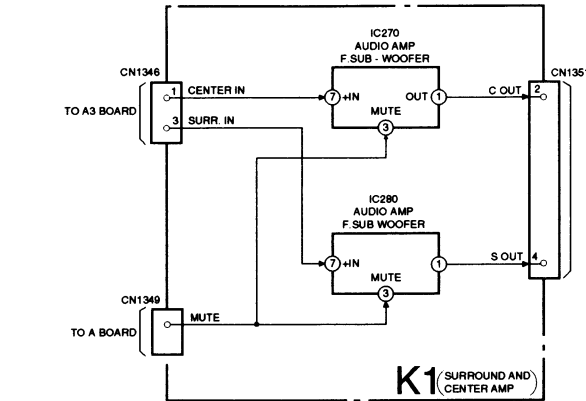 IC270
AUDIO AMP
F.SUB - WOOFER
CN1346
CN1351
1 CENTER IN
7 +IN
OUT 1
C OUT 2
TO A3 BOARD
MUTE
3 SURR. IN
3
IC280
AUDIO AMP
F.SUB WOOFER
7 +IN
1
S OUT 4
MUTE
3
CN1349
MUTE
TO A BOARD
K1 (SURROUND AND
CENTER AMP)